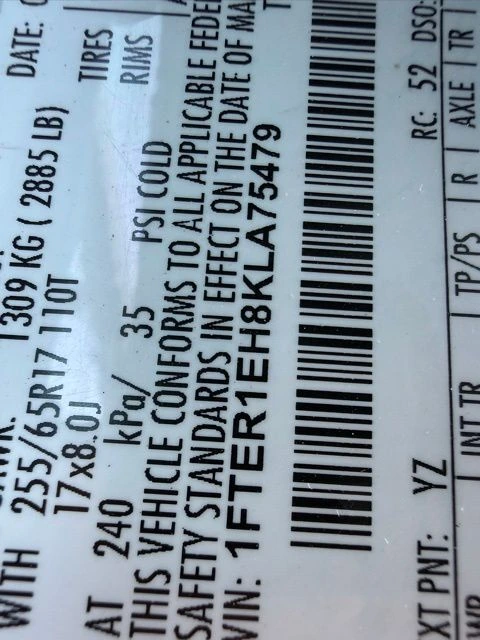 1309 KG ( 2885 LB) DATE:
WITH 255/65R17 110T TIRES
17x8.0J RIMS
AT 240 kPa/ 35 PSI COLD
THIS VEHICLE CONFORMS TO ALL APPLICABLE FEDE
SAFETY STANDARDS IN EFFECT ON THE DATE OF MA
VIN: 1FTER1EH8KLA75479 T
XT PNT: YZ RC: 52 DSO:
WB INT TR TP/PS R AXLE TR